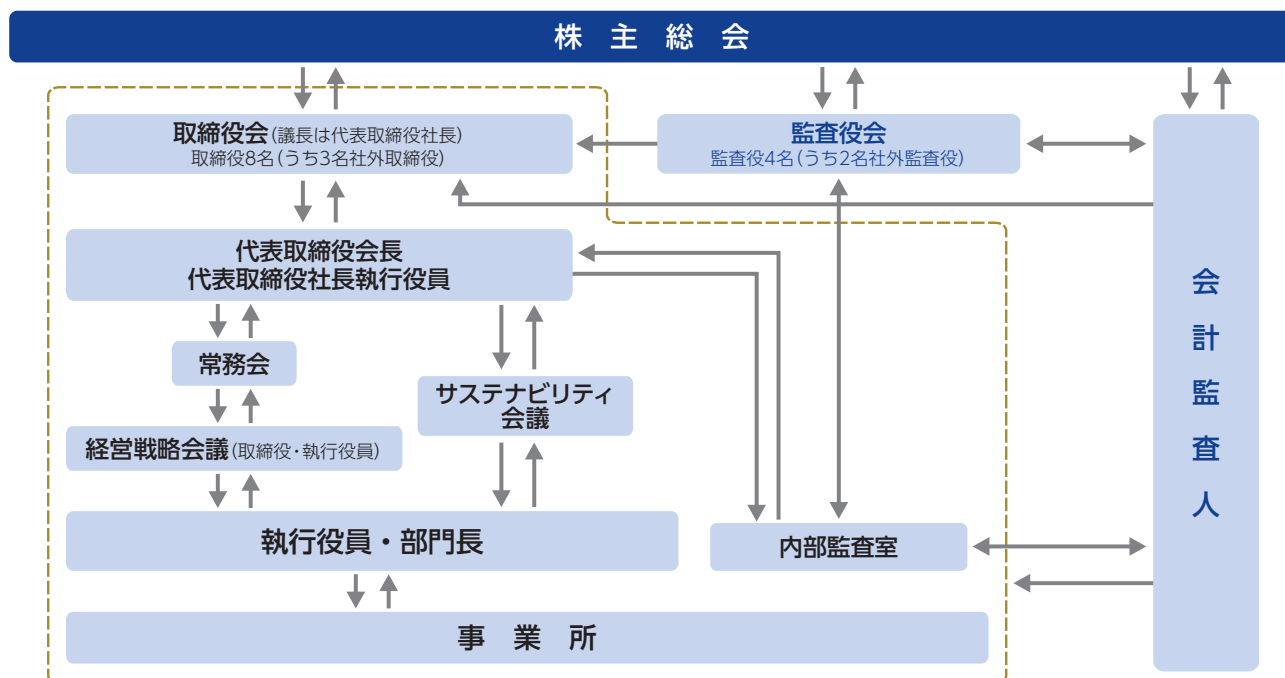 株主総会
取締役会(議長は代表取締役社長)
取締役8名(うち3名社外取締役)
監査役会
監査役4名(うち2名社外監査役)
代表取締役会長
代表取締役社長執行役員
会計監査人
常務会
サステナビリティ
会議
経営戦略会議(取締役・執行役員)
執行役員・部門長
内部監査室
事業所